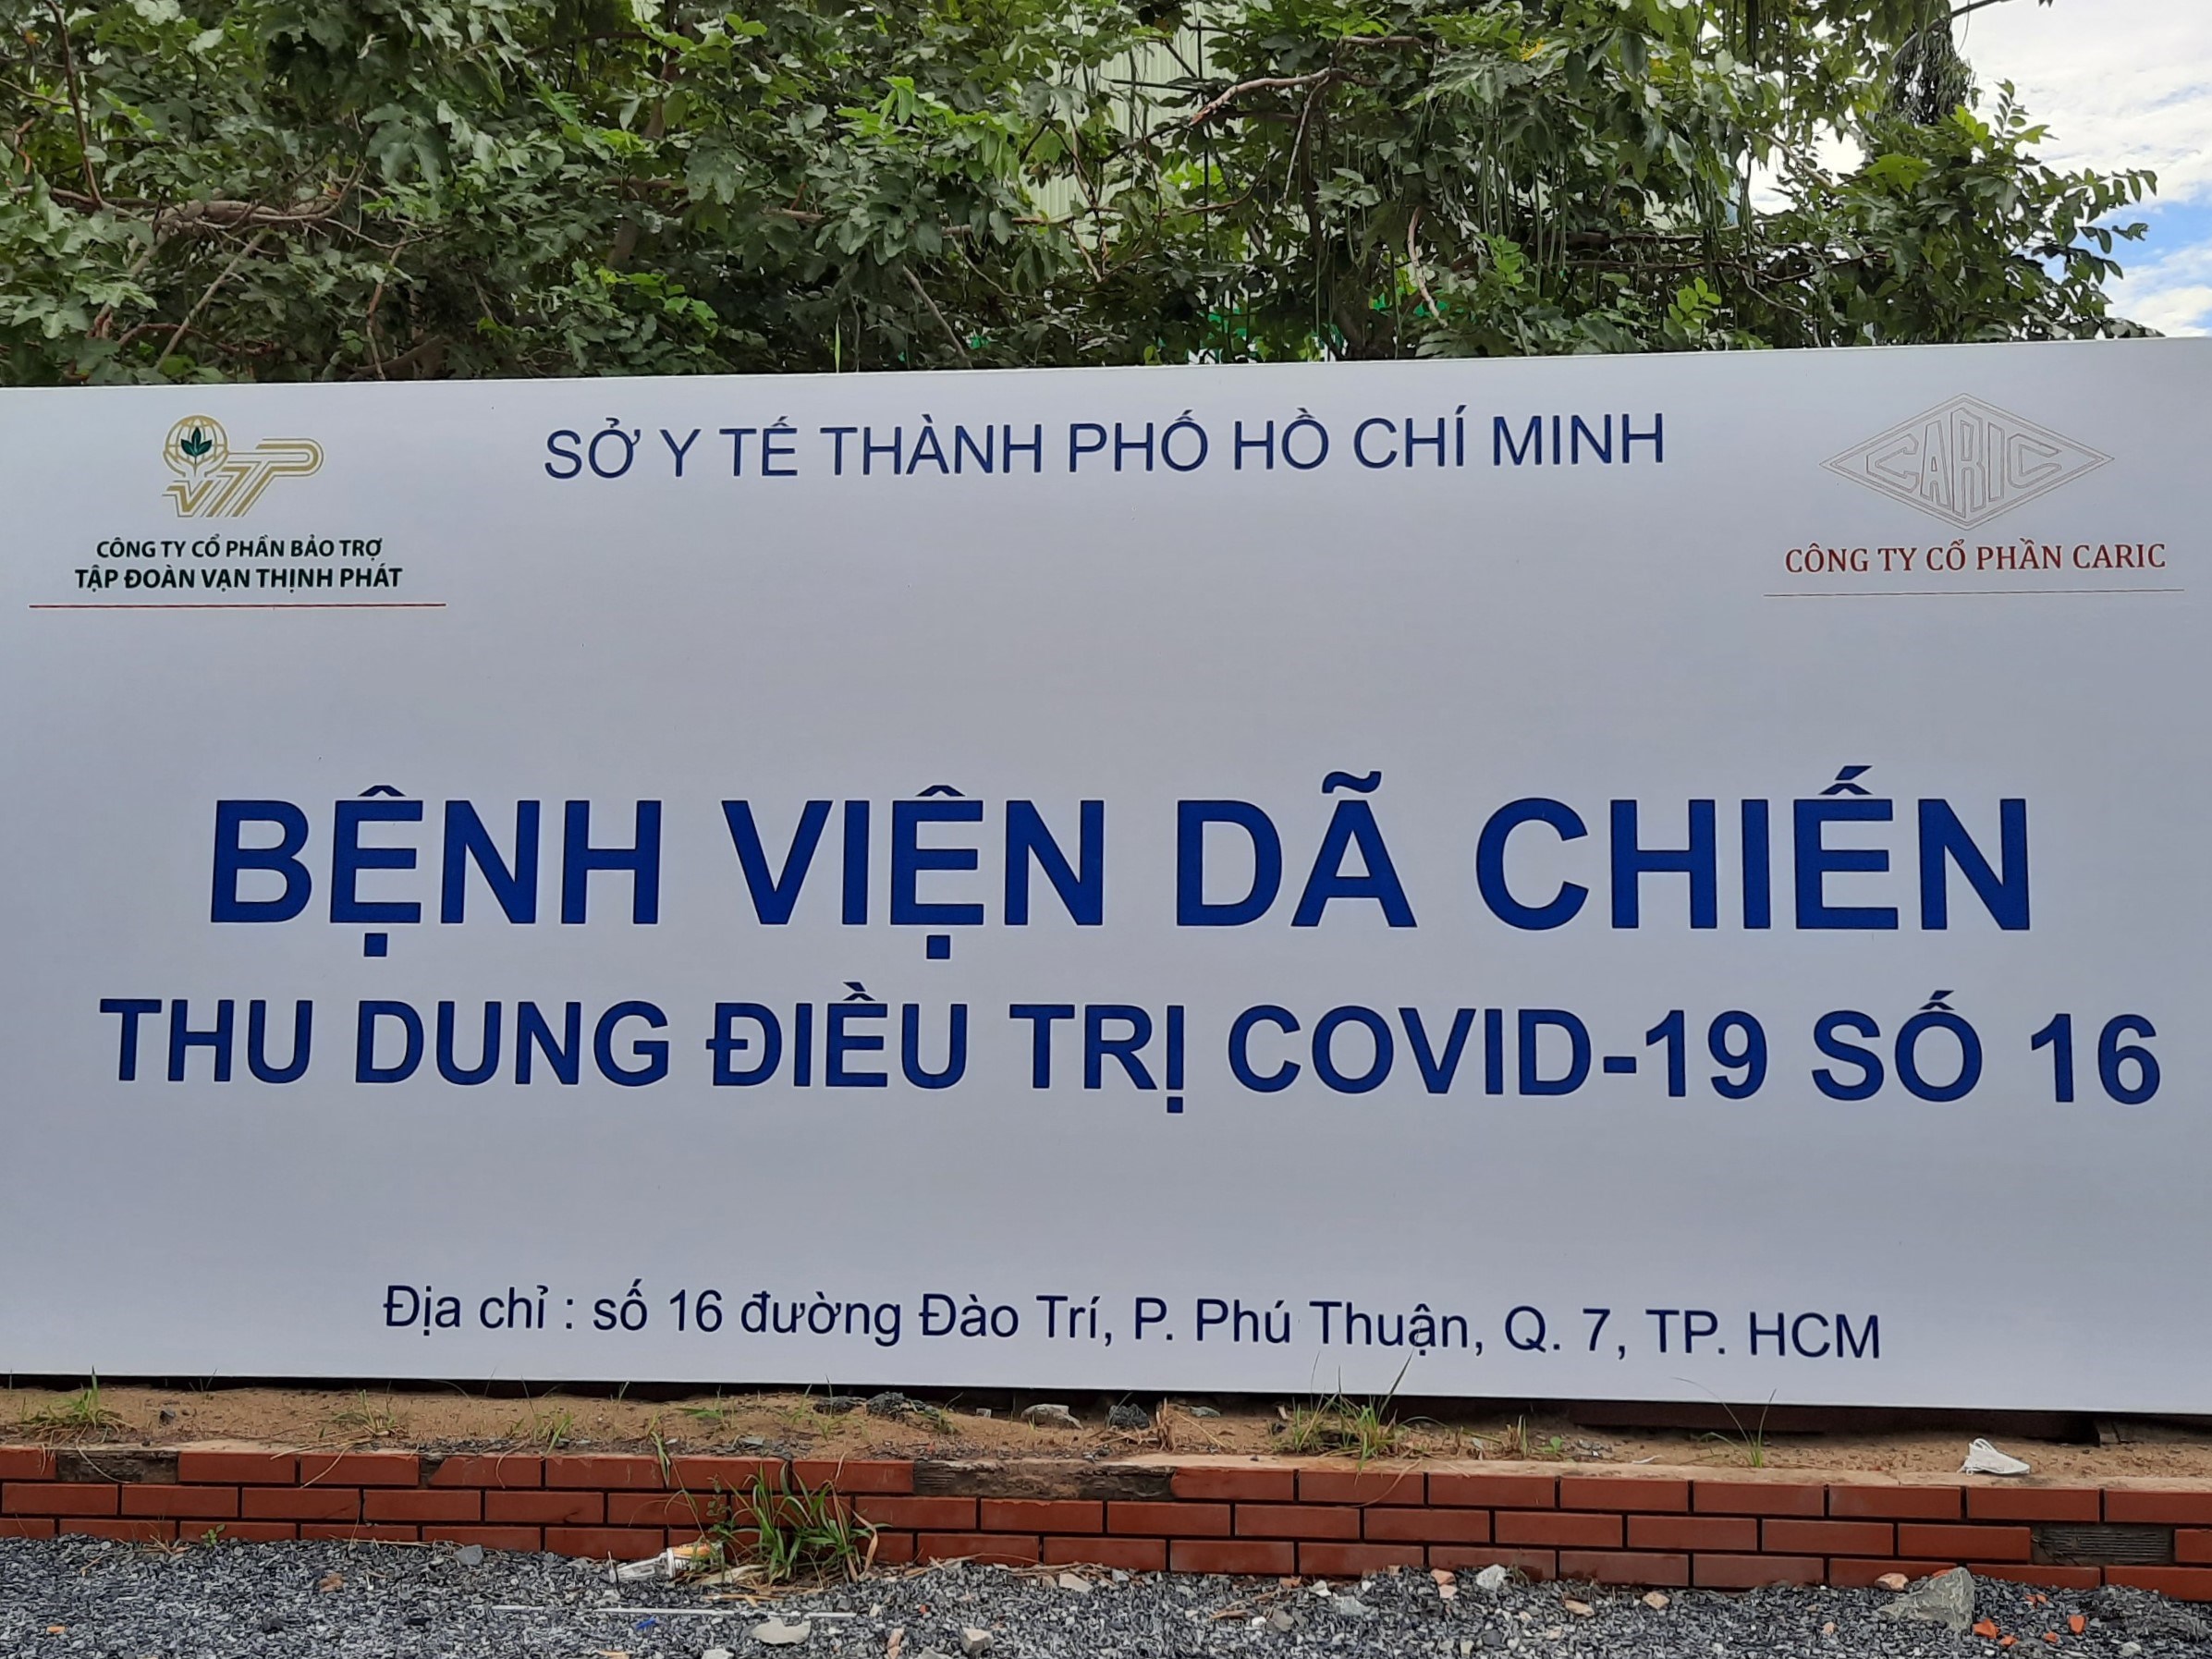 SỞ Y TẾ THÀNH PHỐ HỒ CHÍ MINH
VTP
CÔNG TY CỔ PHẦN BẢO TRỢ
TẬP ĐOÀN VẠN THỊNH PHÁT
CARIC
CÔNG TY CỔ PHẦN CARIC
BỆNH VIỆN DÃ CHIẾN
THU DUNG ĐIỀU TRỊ COVID-19 SỐ 16
Địa chỉ : số 16 đường Đào Trí, P. Phú Thuận, Q. 7, TP. HCM